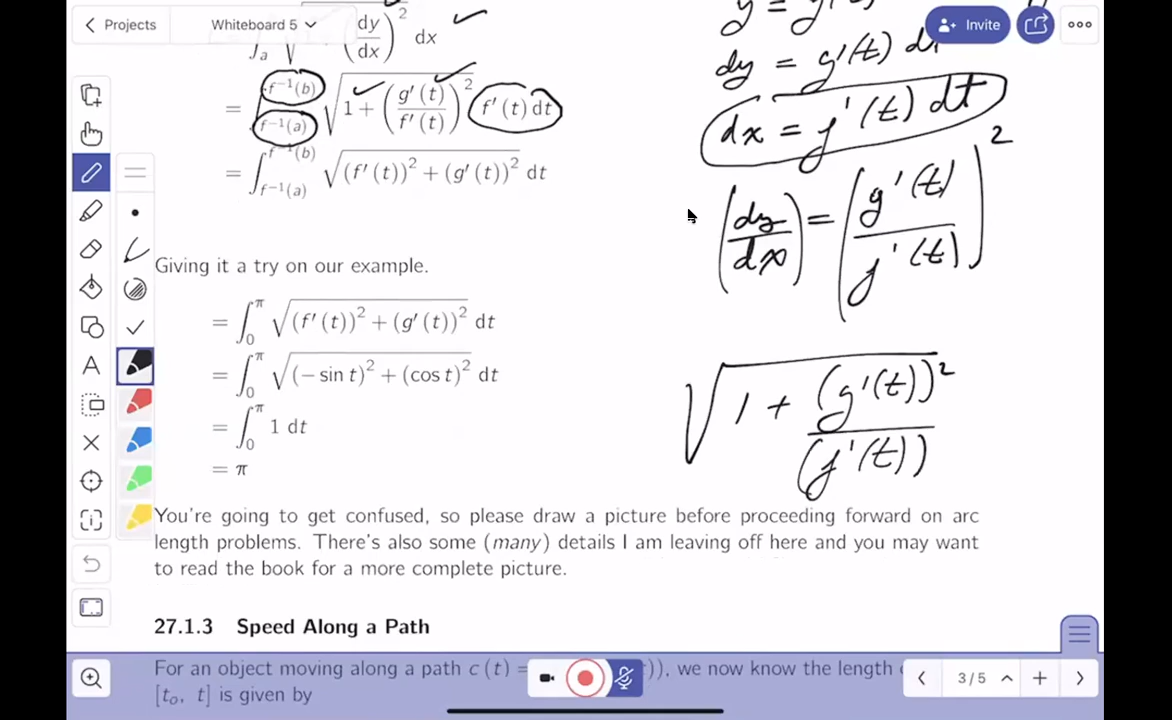 Projects
Whiteboard 5
Invite
dy
dx
2
dx
dy = g'(t) dt
= f⁻¹(b) f⁻¹(a) √1 + (g'(t)/f'(t))² f'(t) dt
dx = f'(t) dt
= ∫f⁻¹(a) f⁻¹(b) √(f'(t))² + (g'(t))² dt
(dy/dx) = (g'(t)/f'(t))²
Giving it a try on our example.
= ∫₀^π √(f'(t))² + (g'(t))² dt
= ∫₀^π √(− sin t)² + (cos t)² dt
√1 + (g'(t))²/(f'(t))
= ∫₀^π 1 dt
= π
You're going to get confused, so please draw a picture before proceeding forward on arc
length problems. There's also some (many) details I am leaving off here and you may want
to read the book for a more complete picture.
27.1.3 Speed Along a Path
For an object moving along a path c(t) = )), we now know the length
[t₀, t] is given by
3/5